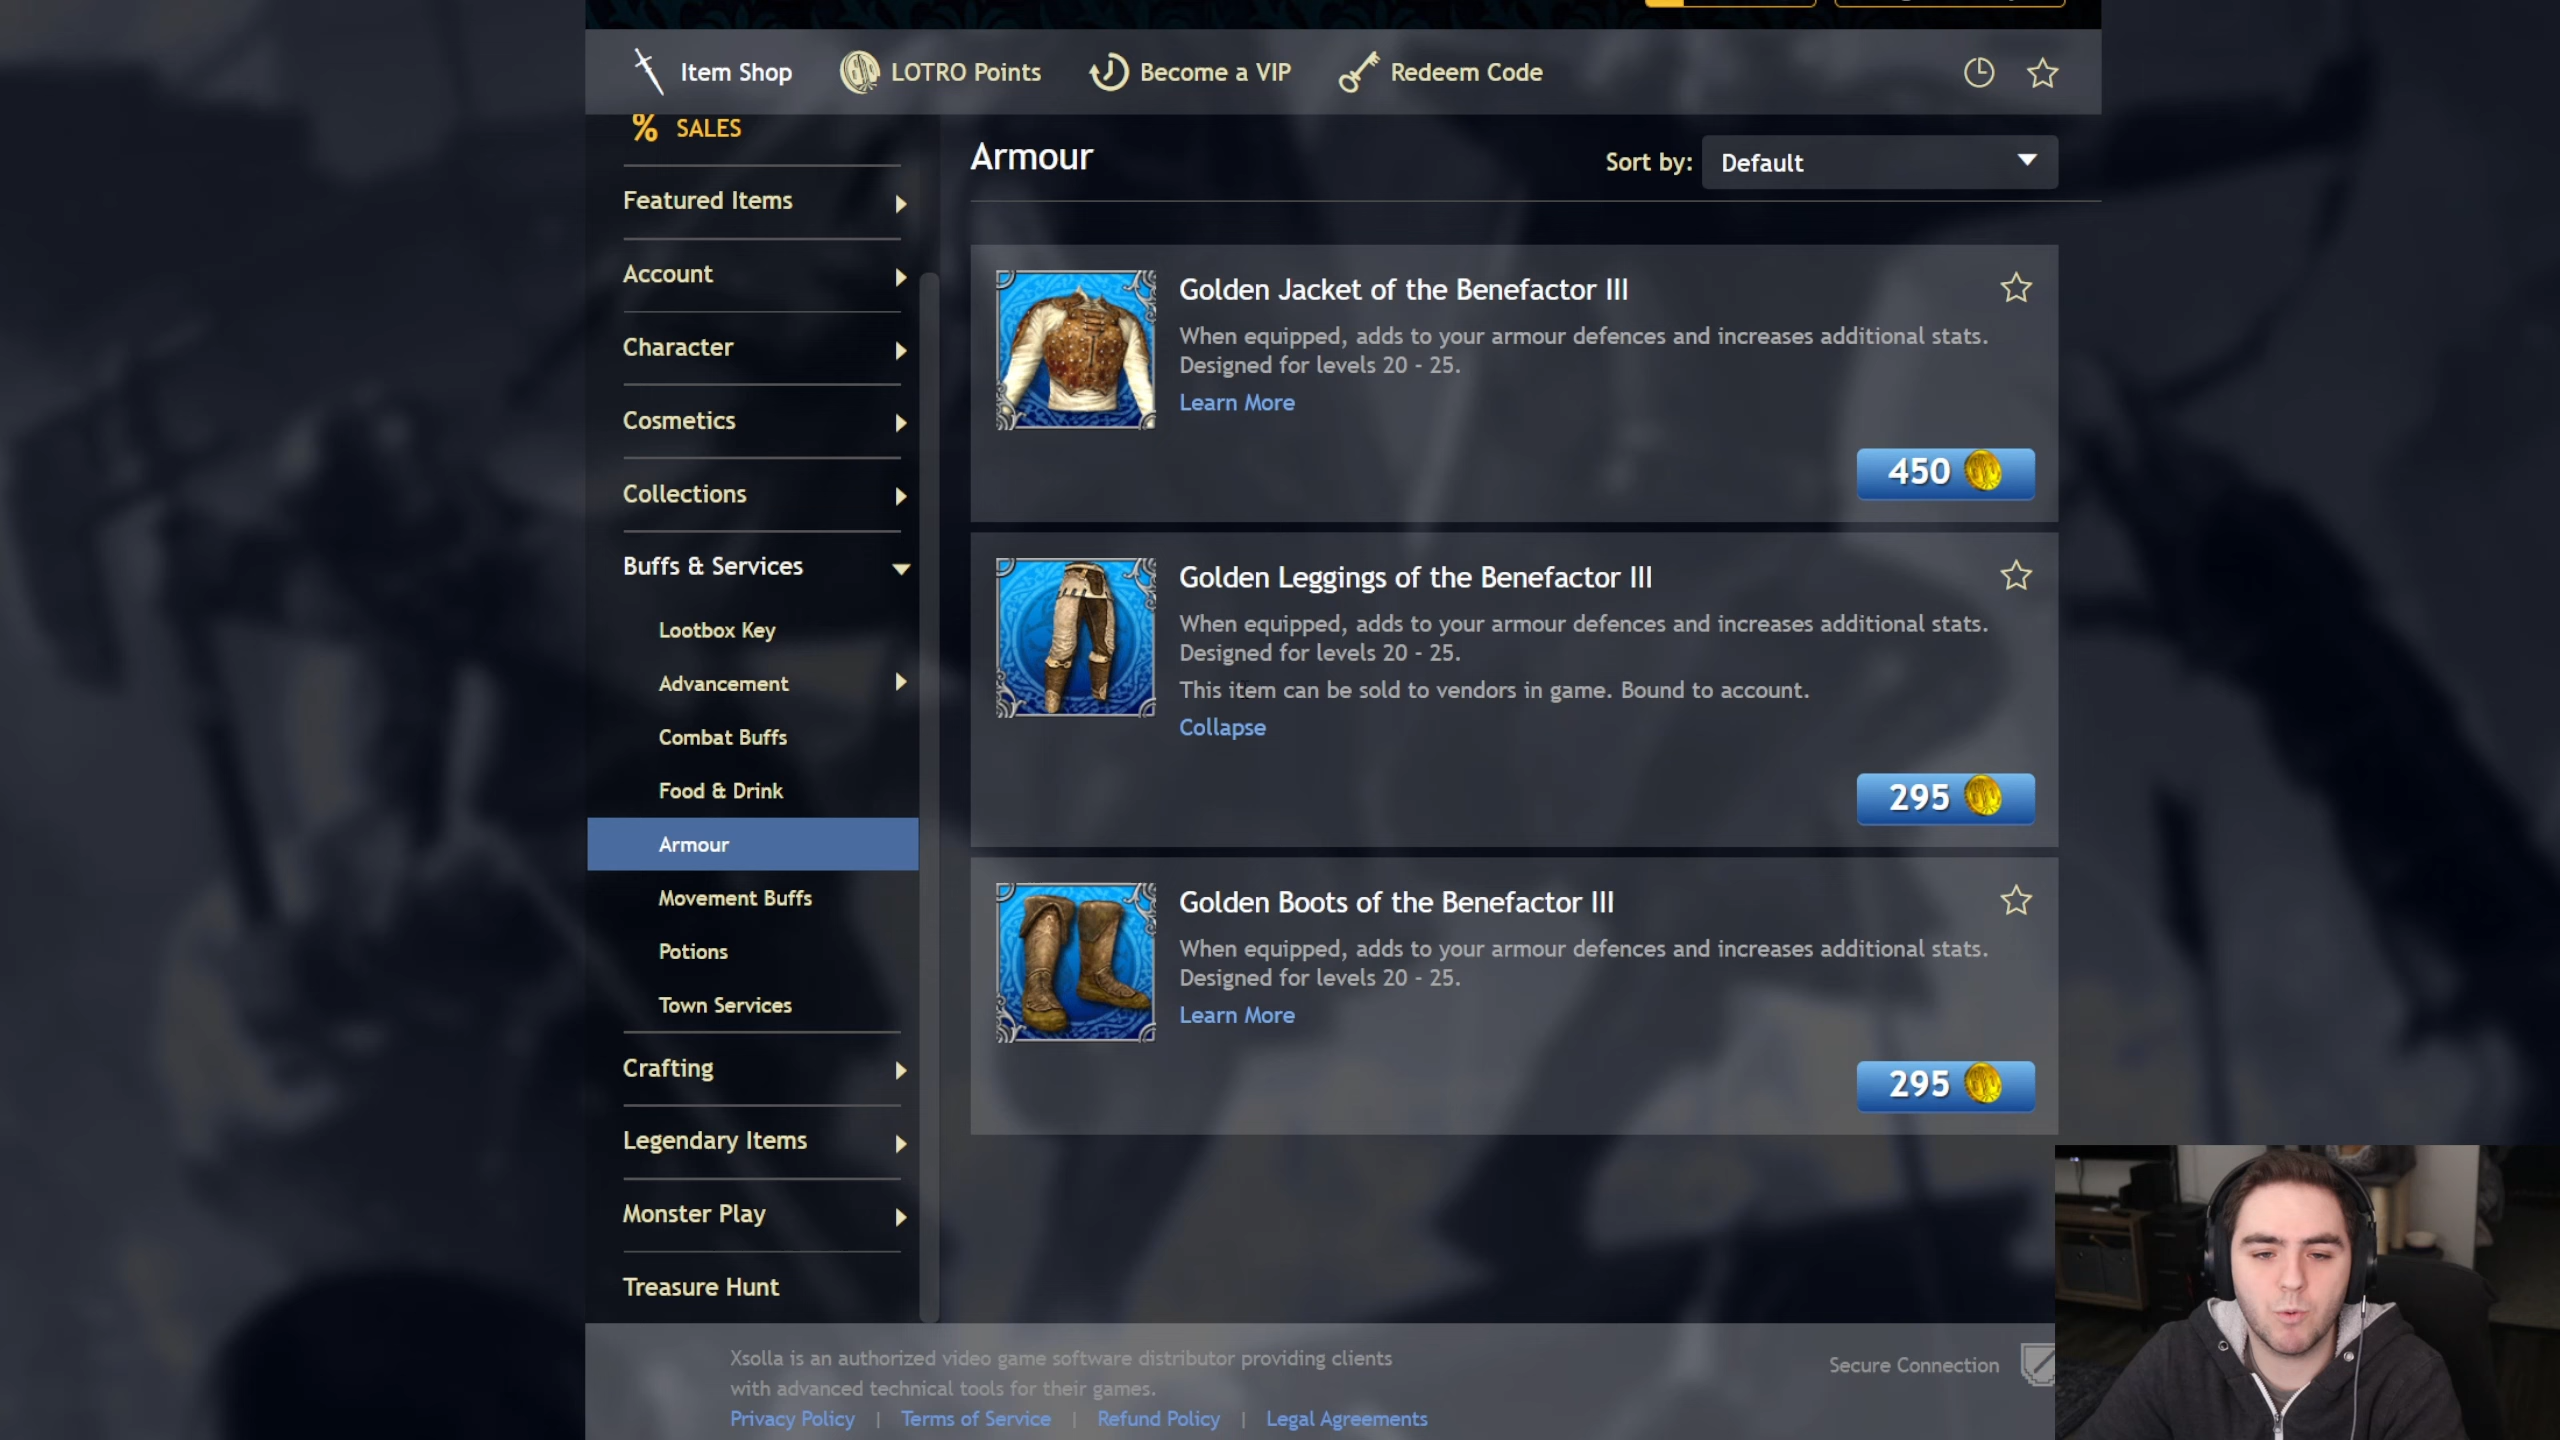 Item Shop
LOTRO Points
Become a VIP
Redeem Code
% SALES
Featured Items
Account
Character
Cosmetics
Collections
Buffs & Services
Lootbox Key
Advancement
Combat Buffs
Food & Drink
Armour
Movement Buffs
Potions
Town Services
Crafting
Legendary Items
Monster Play
Treasure Hunt
Armour
Sort by: Default
Golden Jacket of the Benefactor III
When equipped, adds to your armour defences and increases additional stats.
Designed for levels 20 - 25.
Learn More
450
Golden Leggings of the Benefactor III
When equipped, adds to your armour defences and increases additional stats.
Designed for levels 20 - 25.
This item can be sold to vendors in game. Bound to account.
Collapse
295
Golden Boots of the Benefactor III
When equipped, adds to your armour defences and increases additional stats.
Designed for levels 20 - 25.
Learn More
295
Xsolla is an authorized video game software distributor providing clients
with advanced technical tools for their games.
Privacy Policy | Terms of Service | Refund Policy | Legal Agreements
Secure Connection